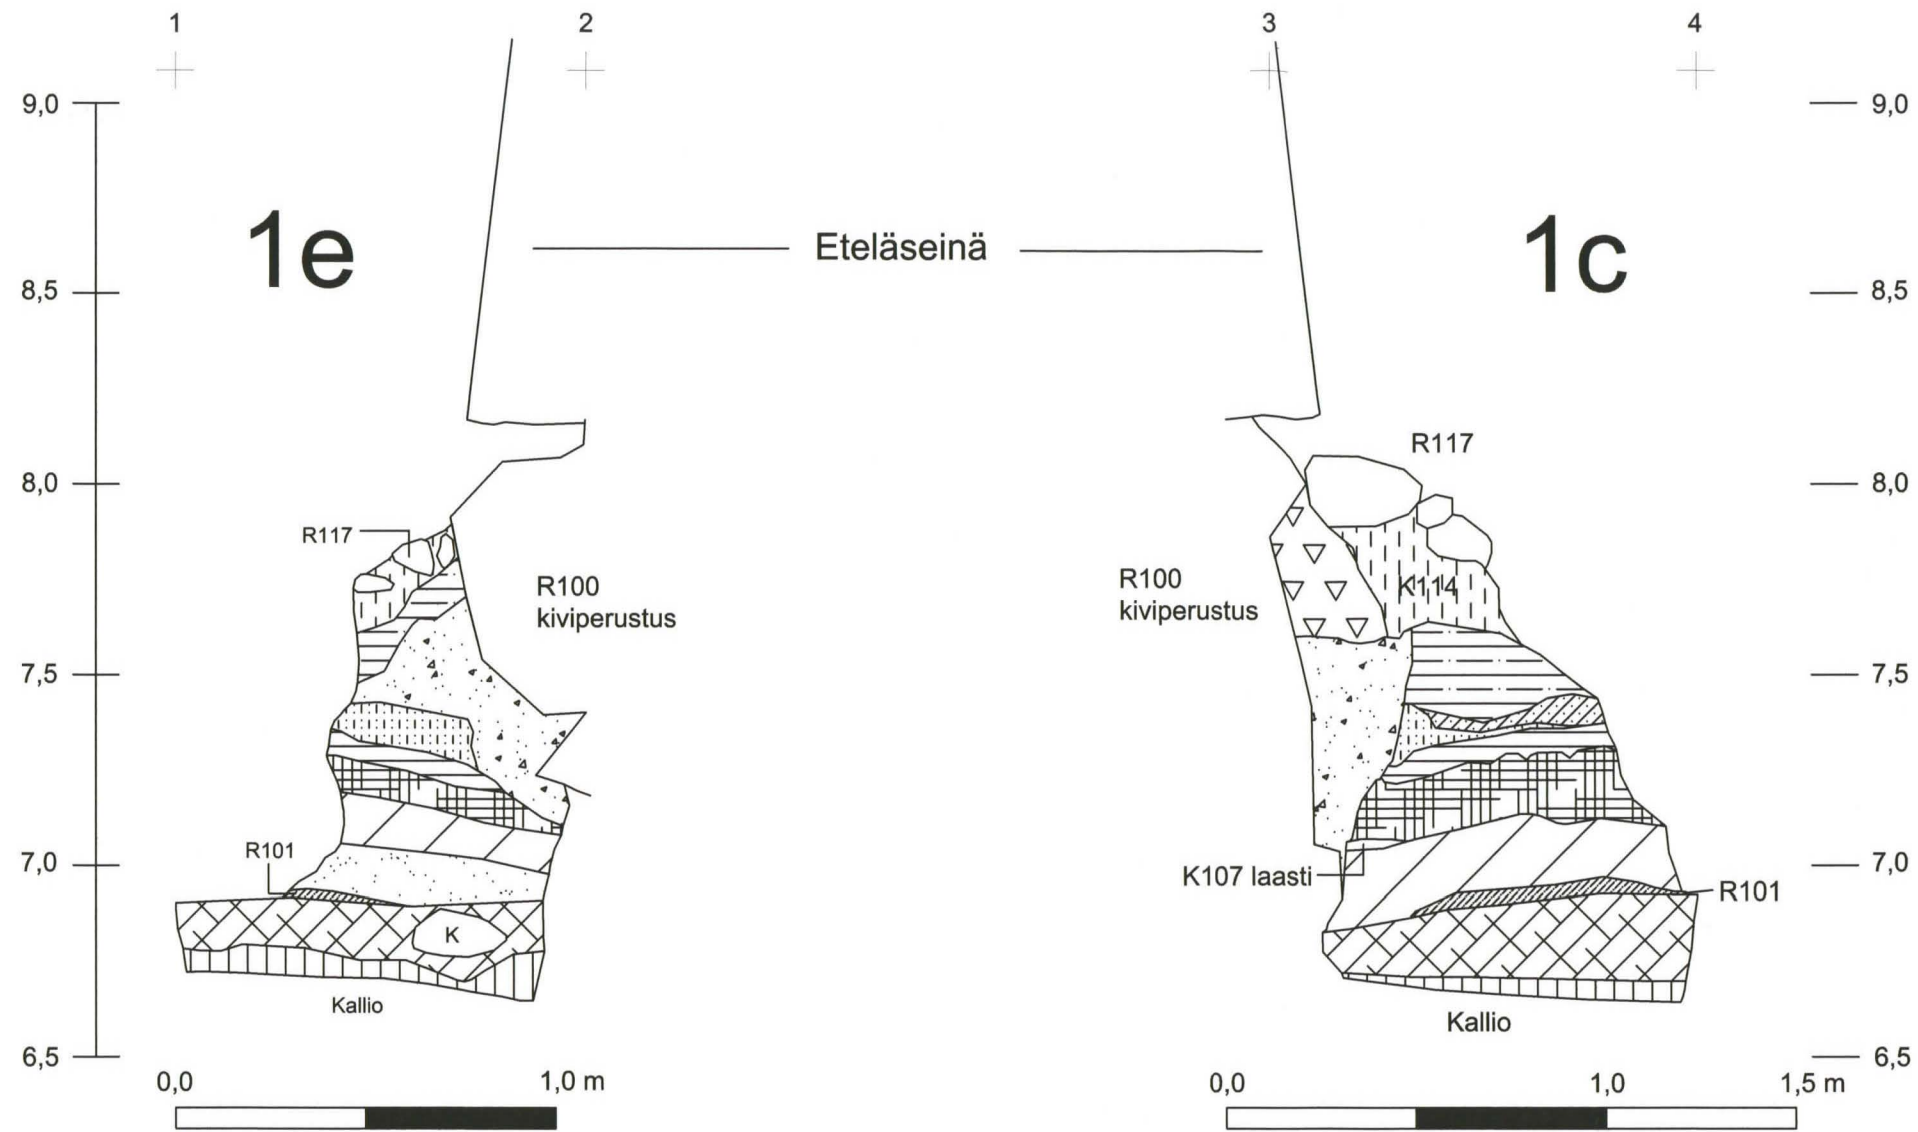 1 2 3 4
9,0 9,0
1e Eteläseinä 1c
8,5 8,5
R117
8,0 8,0
R117
R100
kiviperustus
R100
kiviperustus
K114
7,5 7,5
R101
7,0 7,0
K107 laasti
R101
K
Kallio
Kallio
6,5 6,5
0,0 1,0 m
0,0 1,0 1,5 m